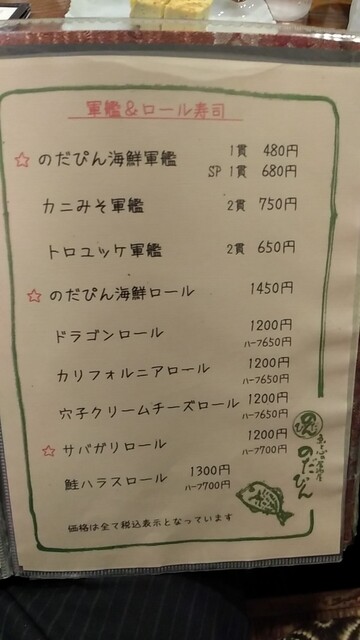 軍艦＆ロール寿司
☆ のだぴん海鮮軍艦 1貫 480円
SP 1貫 680円
カニみそ軍艦 2貫 750円
トロユッケ軍艦 2貫 650円
☆ のだぴん海鮮ロール 1450円
ドラゴンロール 1200円
ハーフ650円
カリフォルニアロール 1200円
ハーフ650円
穴子クリームチーズロール 1200円
ハーフ650円
☆ サバガリロール 1200円
ハーフ700円
鮭ハラスロール 1300円
ハーフ700円
価格は全て税込表示となっています
のだぴん